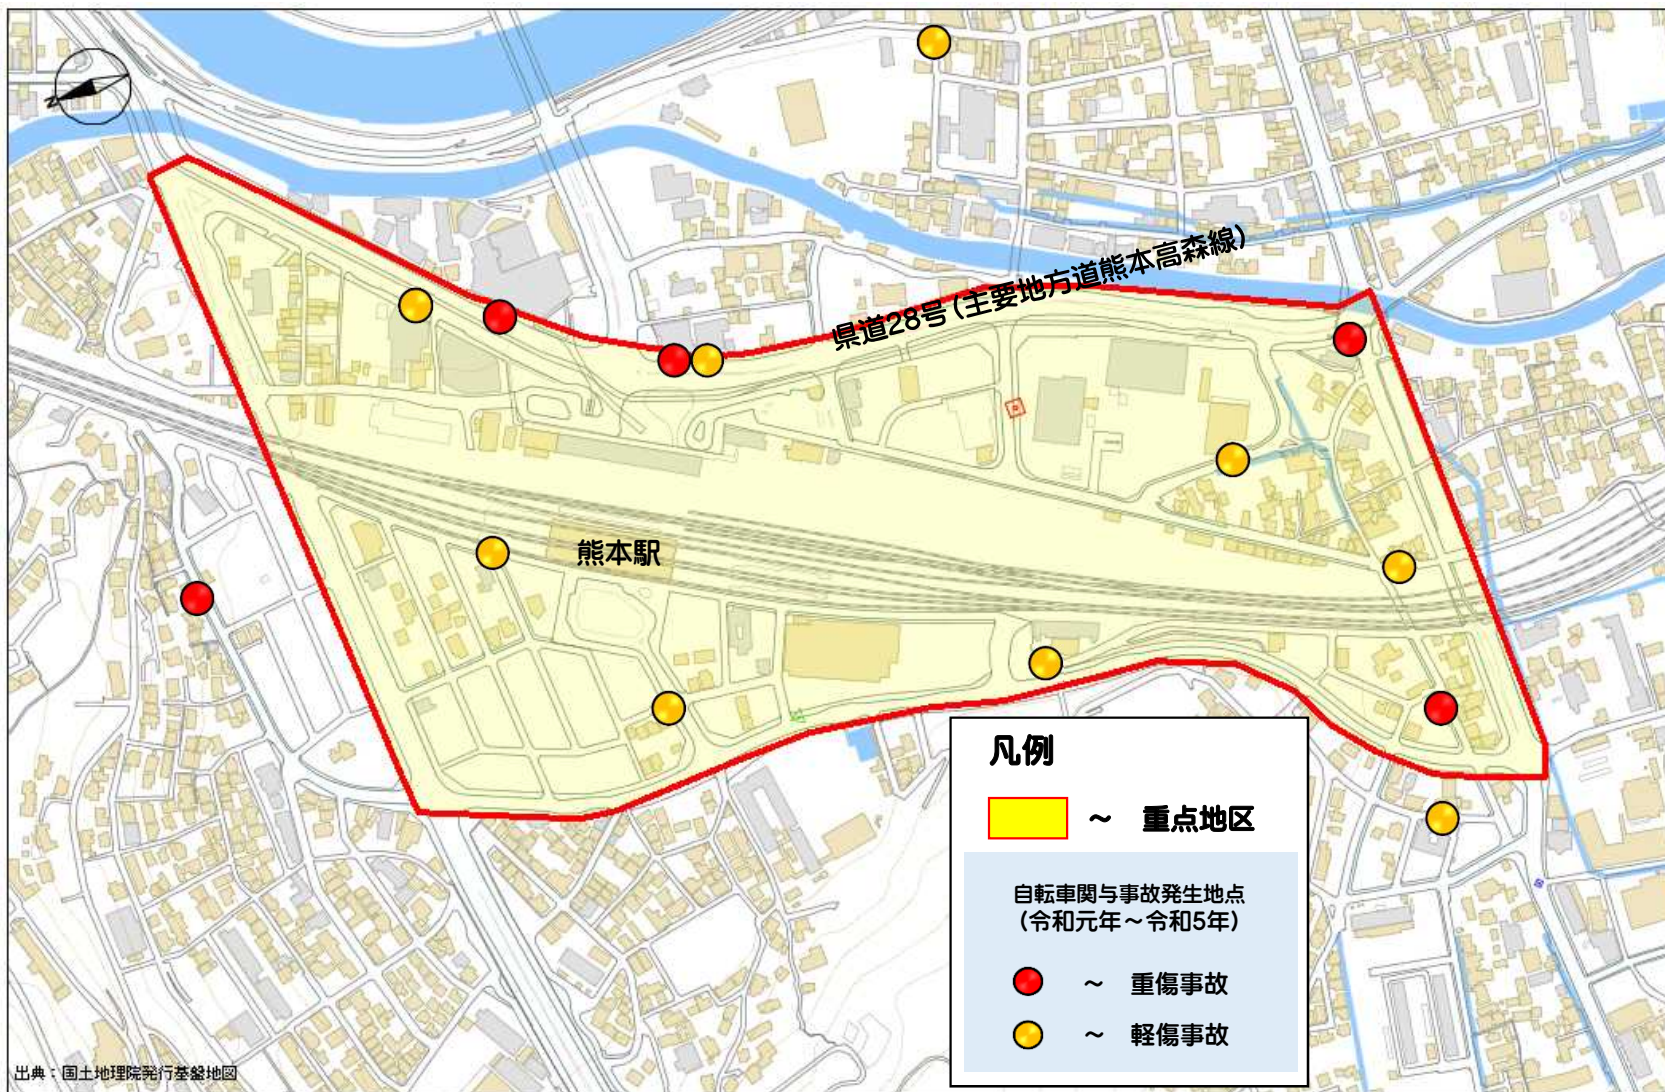 県道28号(主要地方道熊本高森線)
熊本駅
凡例
～ 重点地区
自転車関与事故発生地点
(令和元年～令和5年)
～ 重傷事故
～ 軽傷事故
出典：国土地理院発行基盤地図